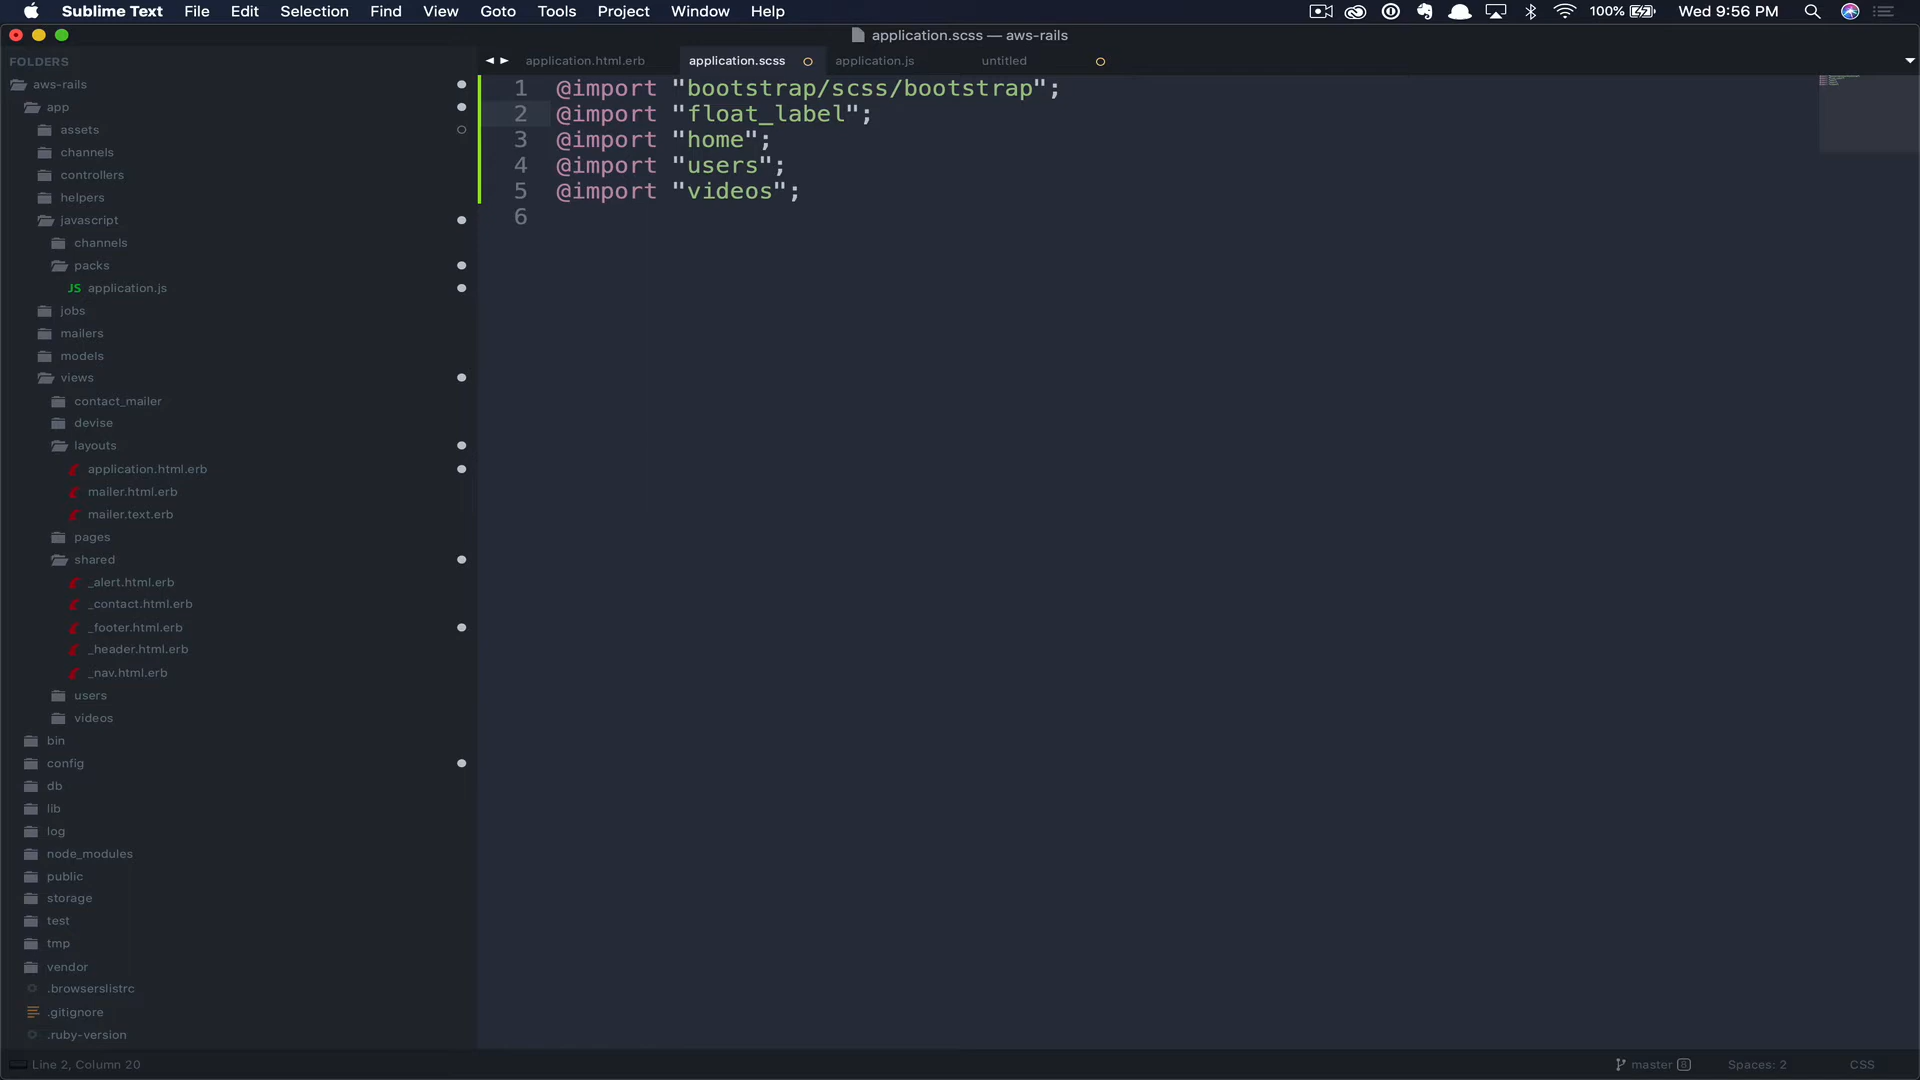 Sublime Text File Edit Selection Find View Goto Tools Project Window Help 100% Wed 9:56 PM
application.scss — aws-rails
FOLDERS
application.html.erb application.scss application.js untitled
aws-rails
app
assets
channels
controllers
helpers
javascript
channels
packs
JS application.js
jobs
mailers
models
views
contact_mailer
devise
layouts
application.html.erb
mailer.html.erb
mailer.text.erb
pages
shared
_alert.html.erb
_contact.html.erb
_footer.html.erb
_header.html.erb
_nav.html.erb
users
videos
bin
config
db
lib
log
node_modules
public
storage
test
tmp
vendor
.browserslistrc
.gitignore
.ruby-version
1 @import "bootstrap/scss/bootstrap";
2 @import "float_label";
3 @import "home";
4 @import "users";
5 @import "videos";
6
Line 2, Column 20 master 8 Spaces: 2 CSS